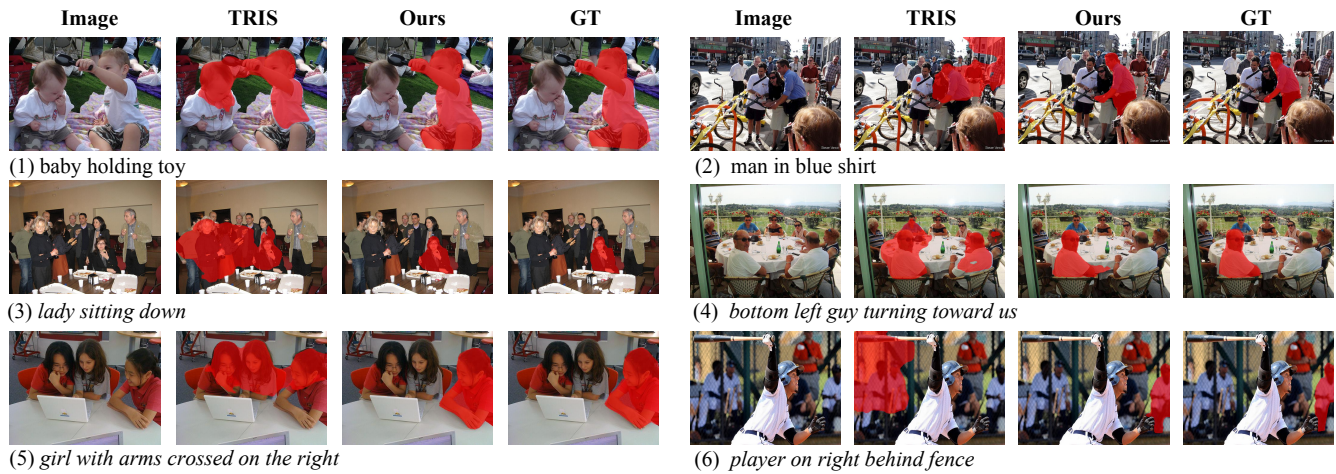 Image TRIS Ours GT Image TRIS Ours GT
(1) baby holding toy (2) man in blue shirt
(3) lady sitting down (4) bottom left guy turning toward us
(5) girl with arms crossed on the right (6) player on right behind fence